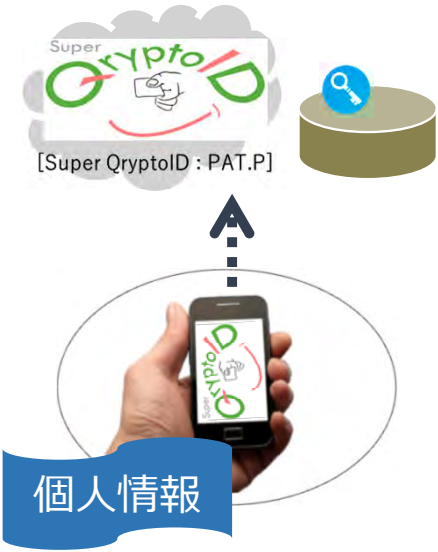 Super
QryptoID
[Super QryptoID : PAT.P]
Super
QryptoID
個人情報